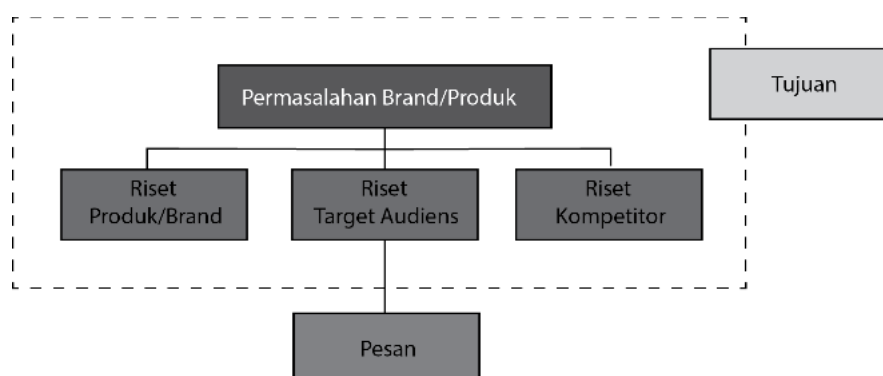 Permasalahan Brand/Produk
Tujuan
Riset
Produk/Brand
Riset
Target Audiens
Riset
Kompetitor
Pesan